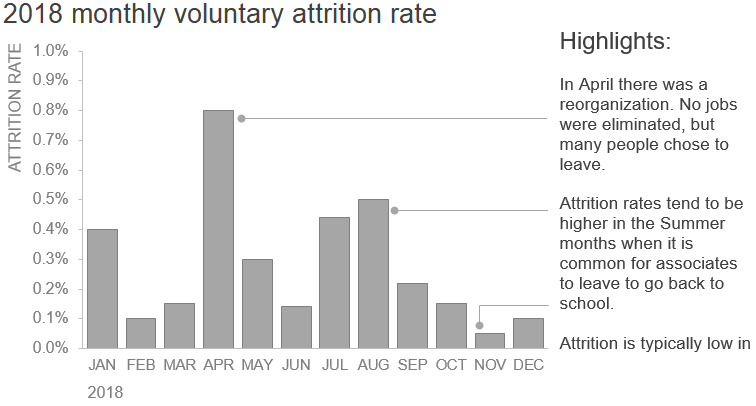 2018 monthly voluntary attrition rate
Highlights:
ATTRITION RATE
1.0%
0.9%
0.8%
0.7%
0.6%
0.5%
0.4%
0.3%
0.2%
0.1%
0.0%
JAN FEB MAR APR MAY JUN JUL AUG SEP OCT NOV DEC
2018
In April there was a
reorganization. No jobs
were eliminated, but
many people chose to
leave.
Attrition rates tend to be
higher in the Summer
months when it is
common for associates
to leave to go back to
school.
Attrition is typically low in